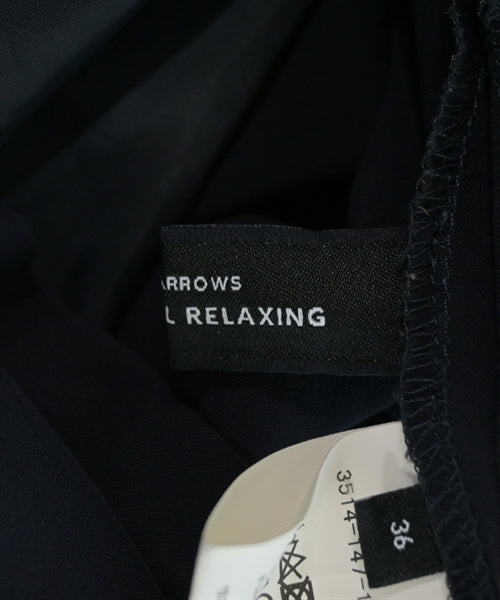 ARROWS
L RELAXING
36
3514-147-1